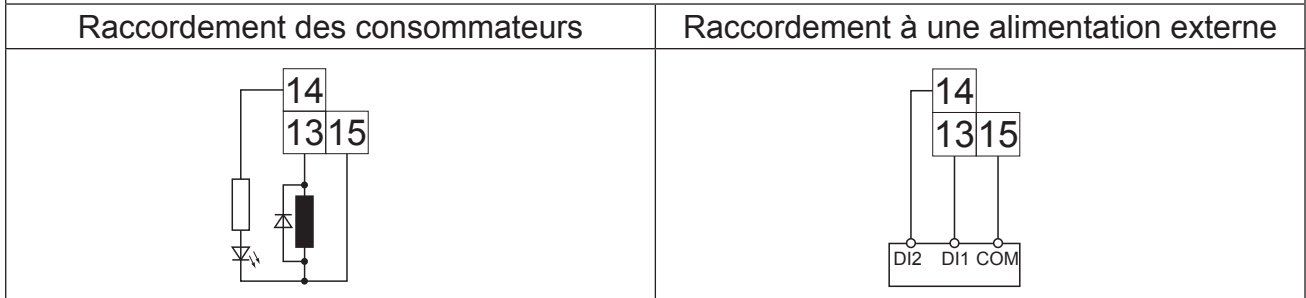 Raccordement des consommateurs
Raccordement à une alimentation externe
14
13 15
14
13 15
DI2 DI1 COM